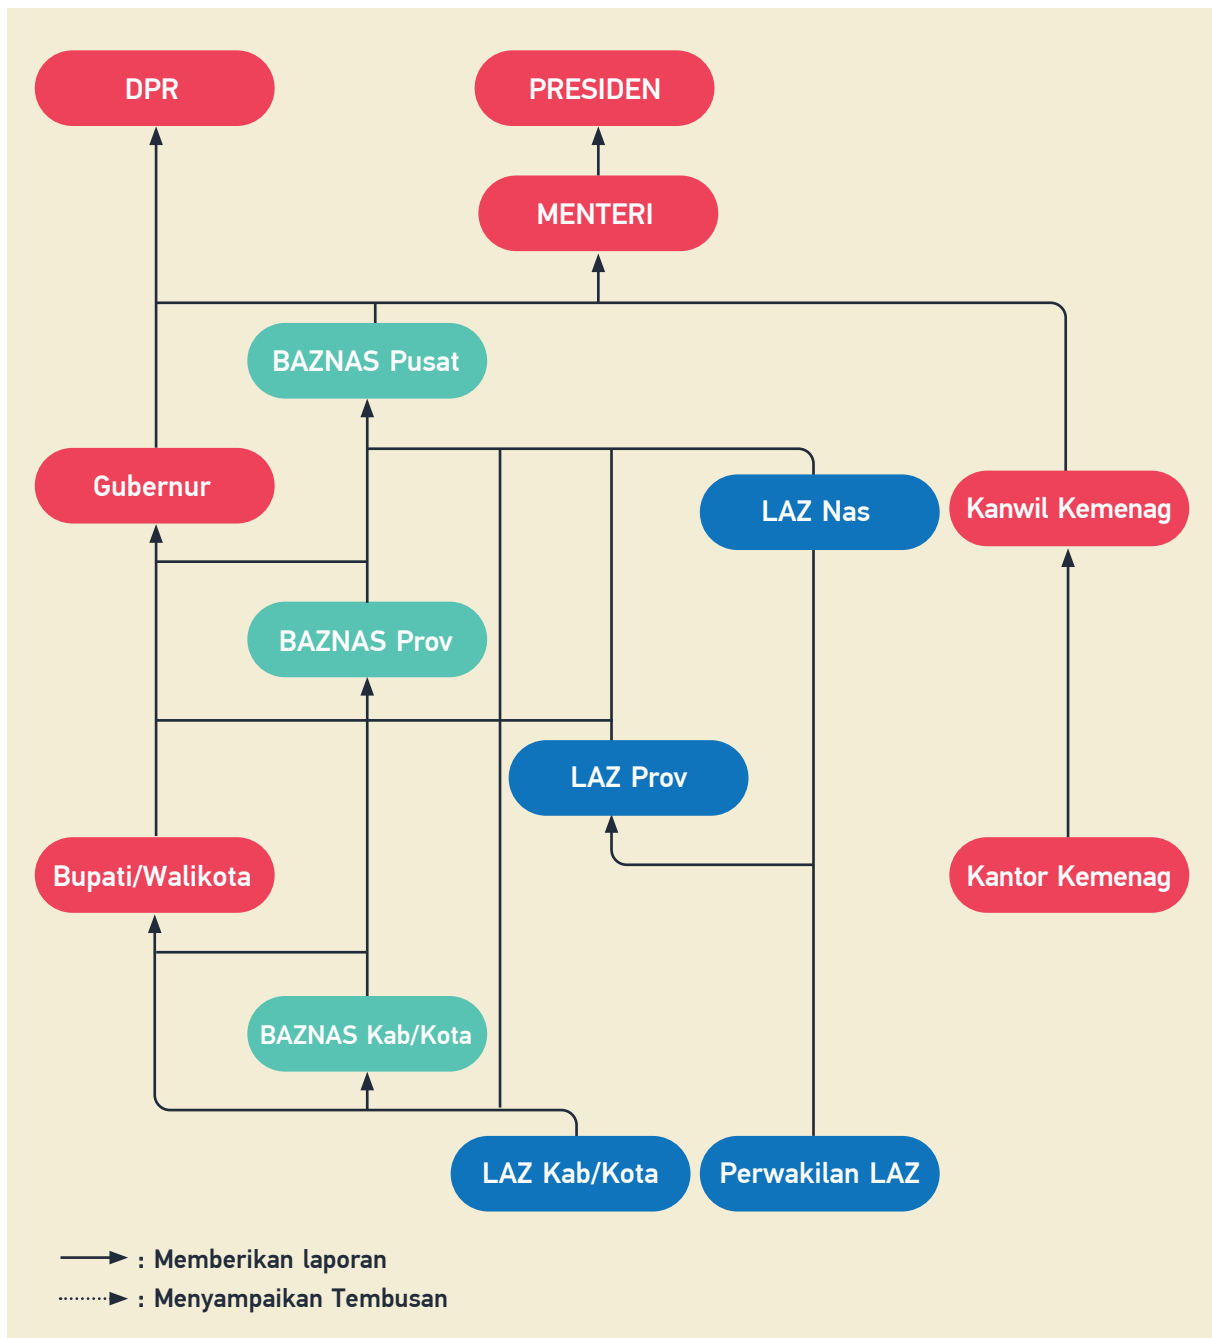 DPR
PRESIDEN
MENTERI
BAZNAS Pusat
Gubernur
LAZ Nas
Kanwil Kemenag
BAZNAS Prov
LAZ Prov
Bupati/Walikota
Kantor Kemenag
BAZNAS Kab/Kota
LAZ Kab/Kota
Perwakilan LAZ
: Memberikan laporan
: Menyampaikan Tembusan